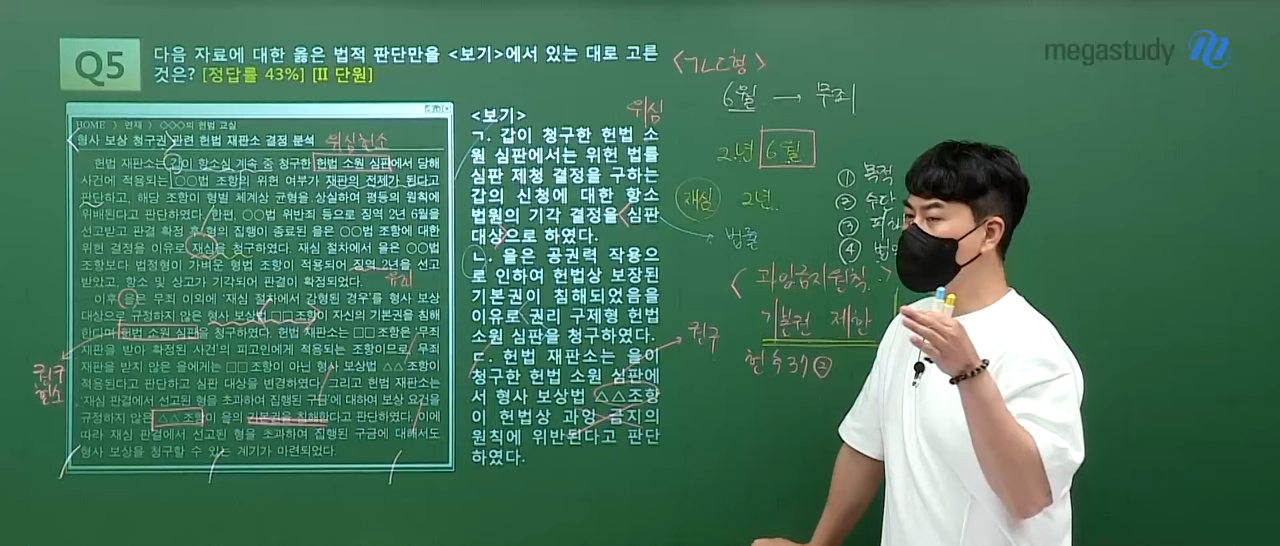 Q5
다음 자료에 대한 옳은 법적 판단만을 <보기>에서 있는 대로 고른
것은? [정답률 43%] [Ⅱ 단원]
HOME > 연재 > ◇◇◇의 헌법 교실
형사 보상 청구권 관련 헌법 재판소 결정 분석
헌법 재판소는 갑이 항소심 계속 중 청구한 헌법 소원 심판에서 당해
사건에 적용되는 ○○법 조항의 위헌 여부가 재판의 전제가 된다고
판단하고, 해당 조항이 형벌 체계상 균형을 상실하여 평등의 원칙에
위배된다고 판단하였다. 한편, ○○법 위반죄 등으로 징역 2년 6월을
선고받고 판결 확정 후 형의 집행이 종료된 을은 ○○법 조항에 대한
위헌 결정을 이유로 재심을 청구하였다. 재심 절차에서 을은 ○○법
조항보다 법정형이 가벼운 형법 조항이 적용되어 징역 2년을 선고
받았고, 항소 및 상고가 기각되어 판결이 확정되었다.
이후 을은 무죄 이외에 '재심 절차에서 감형된 경우'를 형사 보상
대상으로 규정하지 않은 형사 보상법 □□조항이 자신의 기본권을 침해
한다며 헌법 소원 심판을 청구하였다. 헌법 재판소는 □□ 조항은 '무죄
재판을 받아 확정된 사건'의 피고인에게 적용되는 조항이므로, 무죄
재판을 받지 않은 을에게는 □□ 조항이 아닌 형사 보상법 △△ 조항이
적용된다고 판단하고 심판 대상을 변경하였다. 그리고 헌법 재판소는
'재심 판결에서 선고된 형을 초과하여 집행된 구금'에 대하여 보상 요건을
규정하지 않은 △△ 조항이 을의 기본권을 침해한다고 판단하였다. 이에
따라 재심 판결에서 선고된 형을 초과하여 집행된 구금에 대해서도
형사 보상을 청구할 수 있는 계기가 마련되었다.
위심헌소
유죄
권구
헌소
<보기>
ㄱ. 갑이 청구한 헌법 소
원 심판에서는 위헌 법률
심판 제청 결정을 구하는
갑의 신청에 대한 항소
법원의 기각 결정을 심판
대상으로 하였다.
ㄴ. 을은 공권력 작용으
로 인하여 헌법상 보장된
기본권이 침해되었음을
이유로 권리 구제형 헌법
소원 심판을 청구하였다.
ㄷ. 헌법 재판소는 을이
청구한 헌법 소원 심판에
서 형사 보상법 △△조항
이 헌법상 과잉 금지의
원칙에 위반된다고 판단
하였다.
위심
<ㄱㄴㄷ형>
6월 → 무죄
2년 6월
재심 2년
법률
① 목적
② 수단
③
④
과잉금지원칙
기본권 제한
헌 37 ②
권구
megastudy